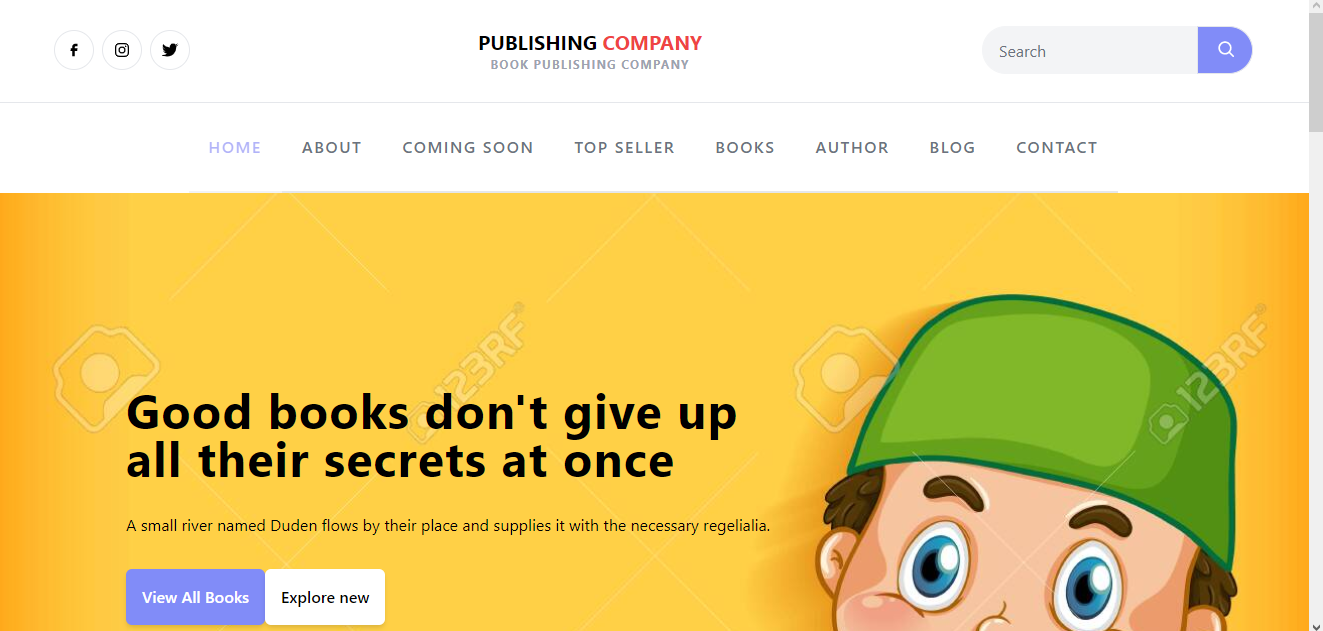 PUBLISHING COMPANY
BOOK PUBLISHING COMPANY
Search
HOME ABOUT COMING SOON TOP SELLER BOOKS AUTHOR BLOG CONTACT
123RF®
123RF®
Good books don't give up
all their secrets at once
A small river named Duden flows by their place and supplies it with the necessary regelialia.
View All Books Explore new